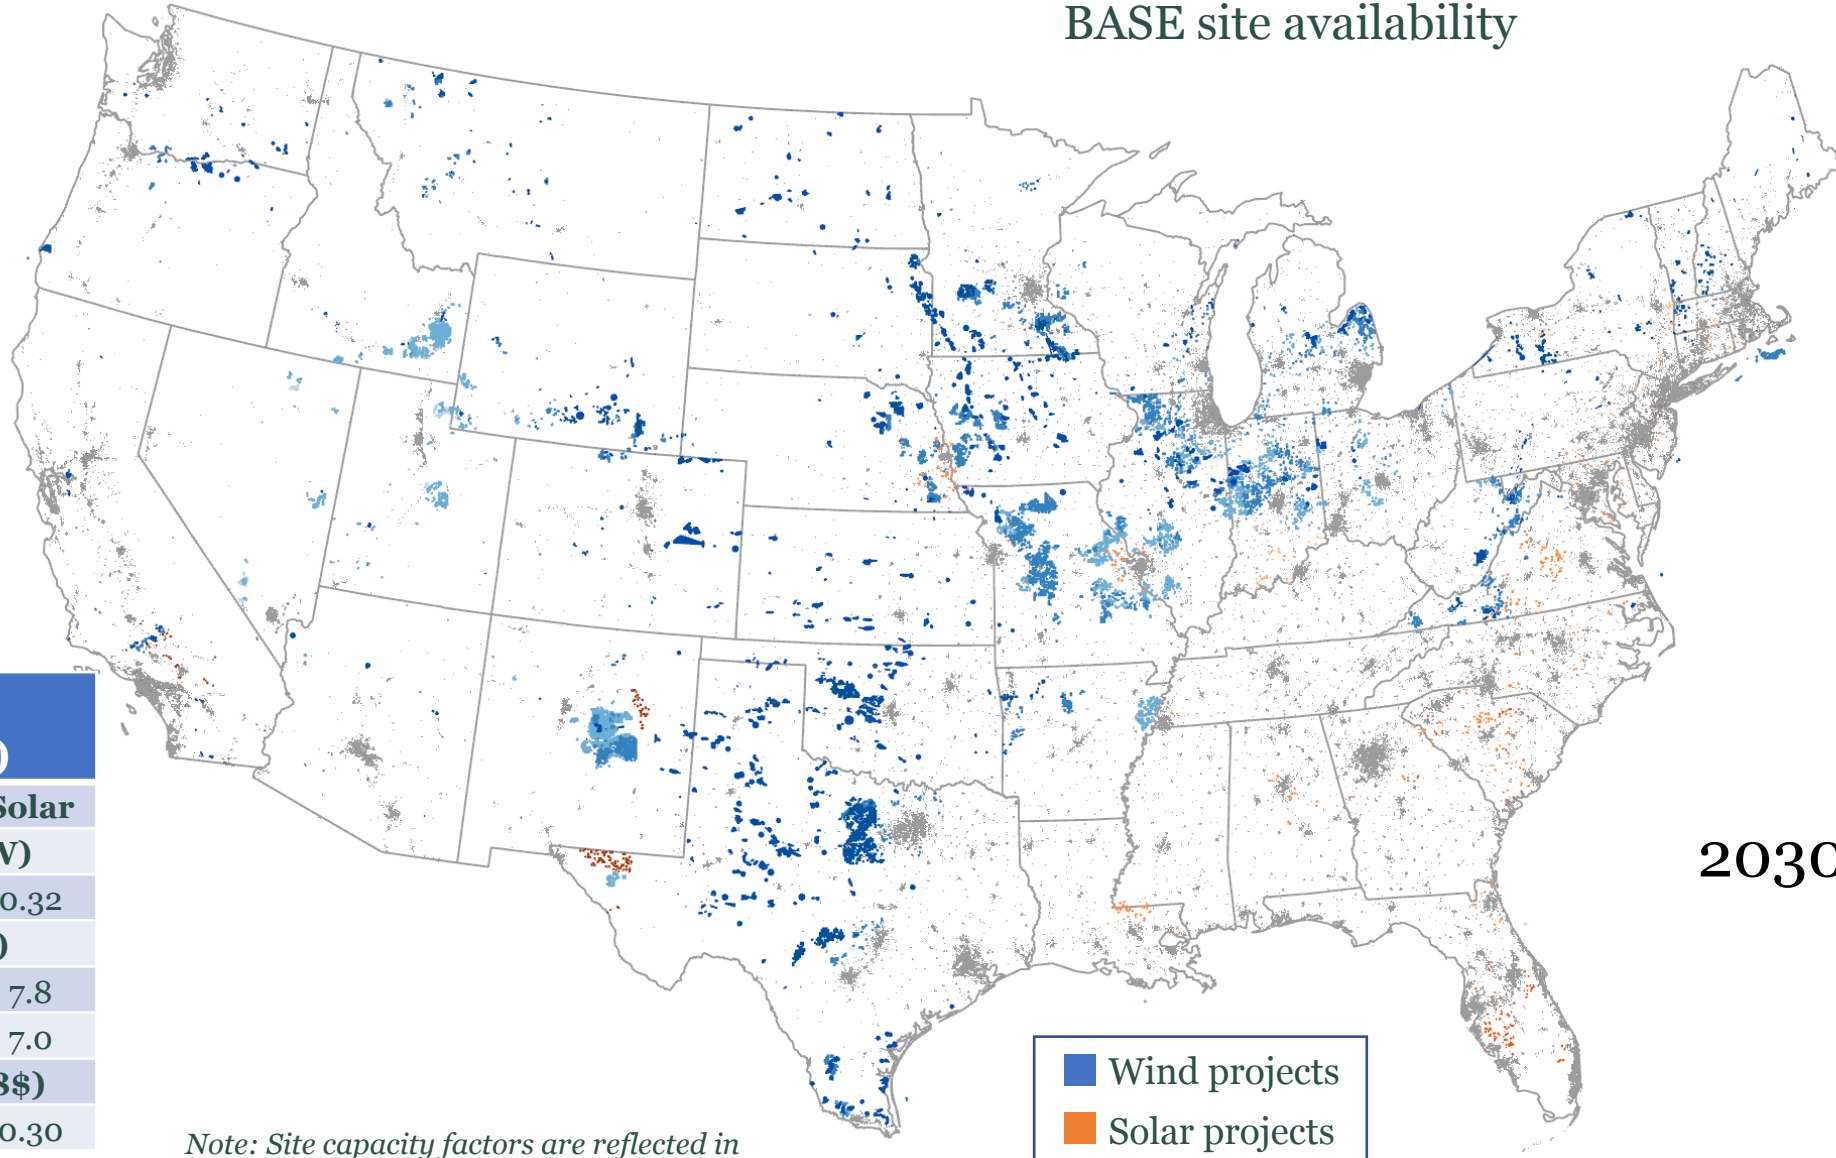 BASE site availability
)
Solar
V)
0.32
)
7.8
7.0
8$)
0.30
2030
Wind projects
Solar projects
Note: Site capacity factors are reflected in